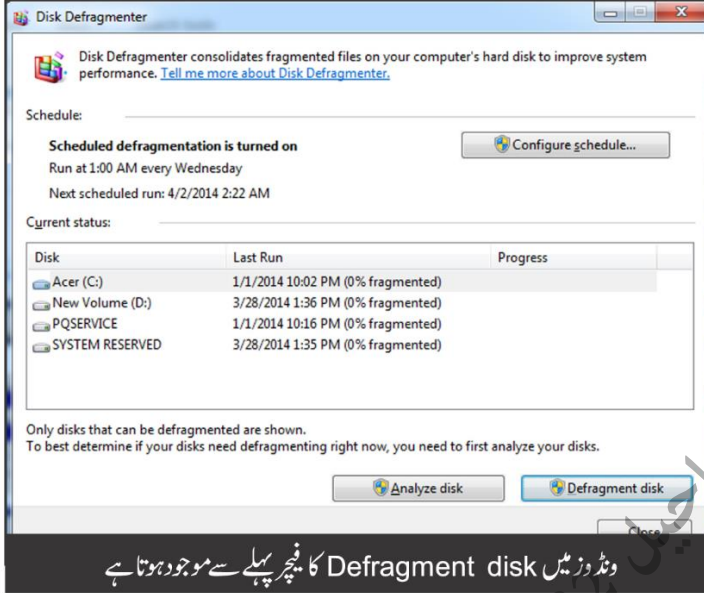 Disk Defragmenter
Disk Defragmenter consolidates fragmented files on your computer's hard disk to improve system
performance. Tell me more about Disk Defragmenter.
Schedule:
Scheduled defragmentation is turned on
Configure schedule...
Run at 1:00 AM every Wednesday
Next scheduled run: 4/2/2014 2:22 AM
Current status:
Disk Last Run Progress
Acer (C:) 1/1/2014 10:02 PM (0% fragmented)
New Volume (D:) 3/28/2014 1:36 PM (0% fragmented)
PQSERVICE 1/1/2014 10:16 PM (0% fragmented)
SYSTEM RESERVED 3/28/2014 1:35 PM (0% fragmented)
Only disks that can be defragmented are shown.
To best determine if your disks need defragmenting right now, you need to first analyze your disks.
Analyze disk Defragment disk
Close
ونڈوز میں Defragment disk کا فیچر پہلے سے موجود ہوتا ہے